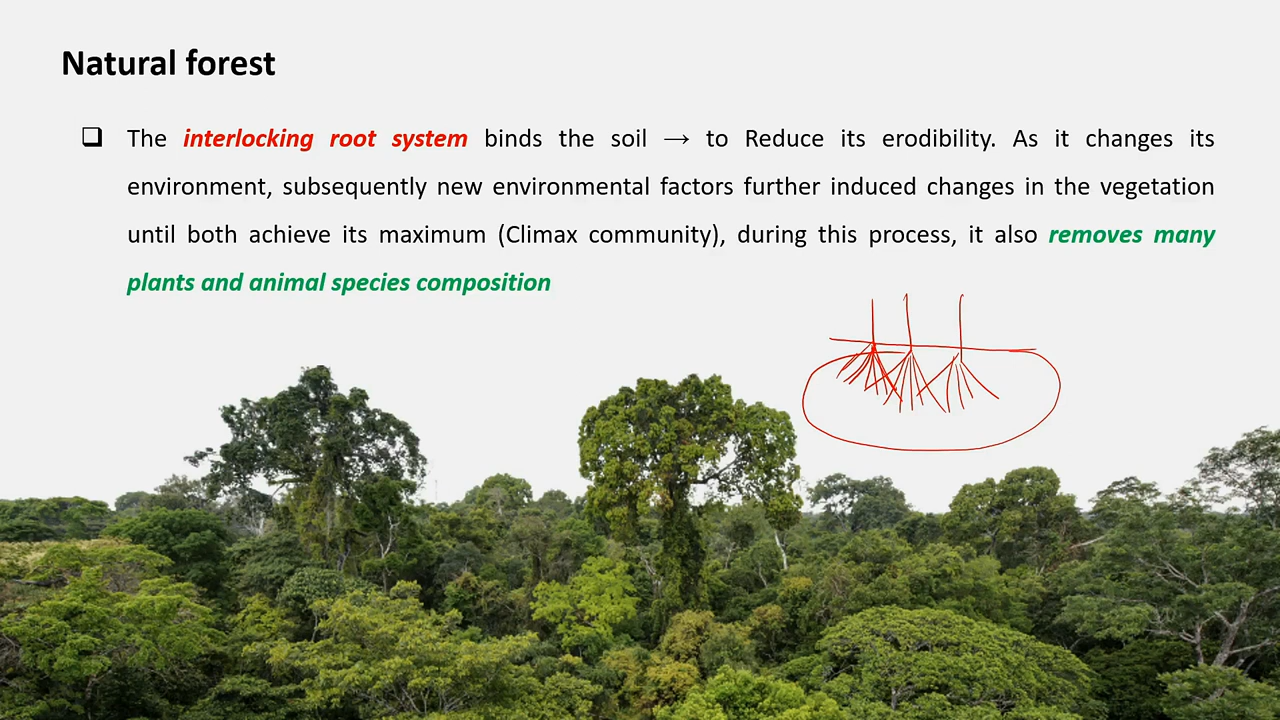 Natural forest
❑ The interlocking root system binds the soil → to Reduce its erodibility. As it changes its
environment, subsequently new environmental factors further induced changes in the vegetation
until both achieve its maximum (Climax community), during this process, it also removes many
plants and animal species composition